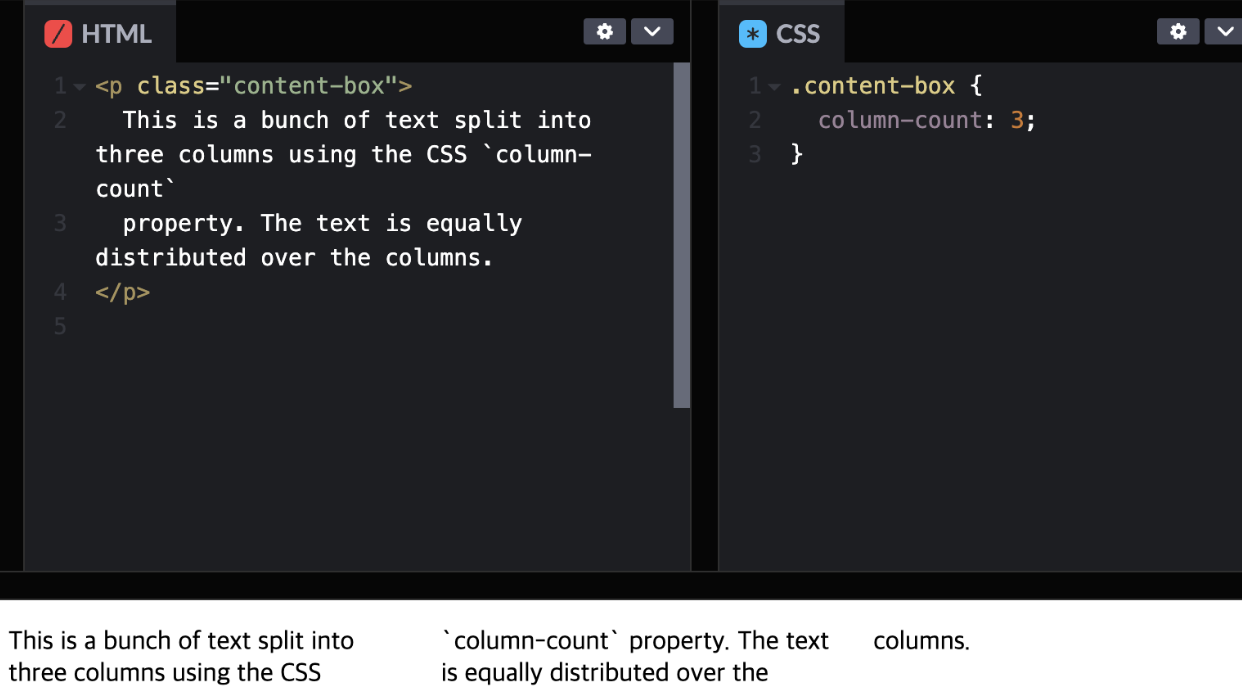 HTML
1 <p class="content-box">
2 This is a bunch of text split into
three columns using the CSS `column-
count`
3 property. The text is equally
distributed over the columns.
4 </p>
5
CSS
1 .content-box {
2 column-count: 3;
3 }
This is a bunch of text split into
three columns using the CSS
`column-count` property. The text
is equally distributed over the
columns.